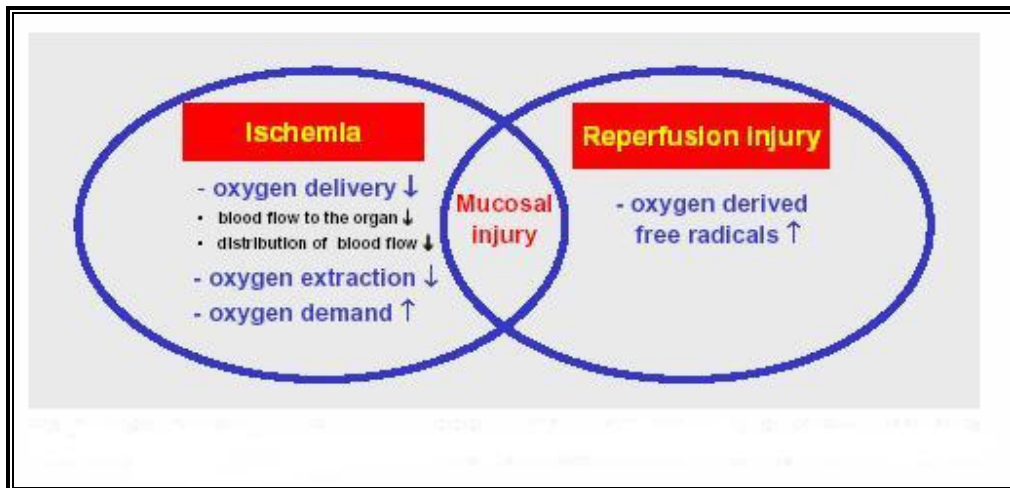 Ischemia
- oxygen delivery ↓
• blood flow to the organ ↓
• distribution of blood flow ↓
- oxygen extraction ↓
- oxygen demand ↑
Mucosal
injury
Reperfusion injury
- oxygen derived
free radicals ↑